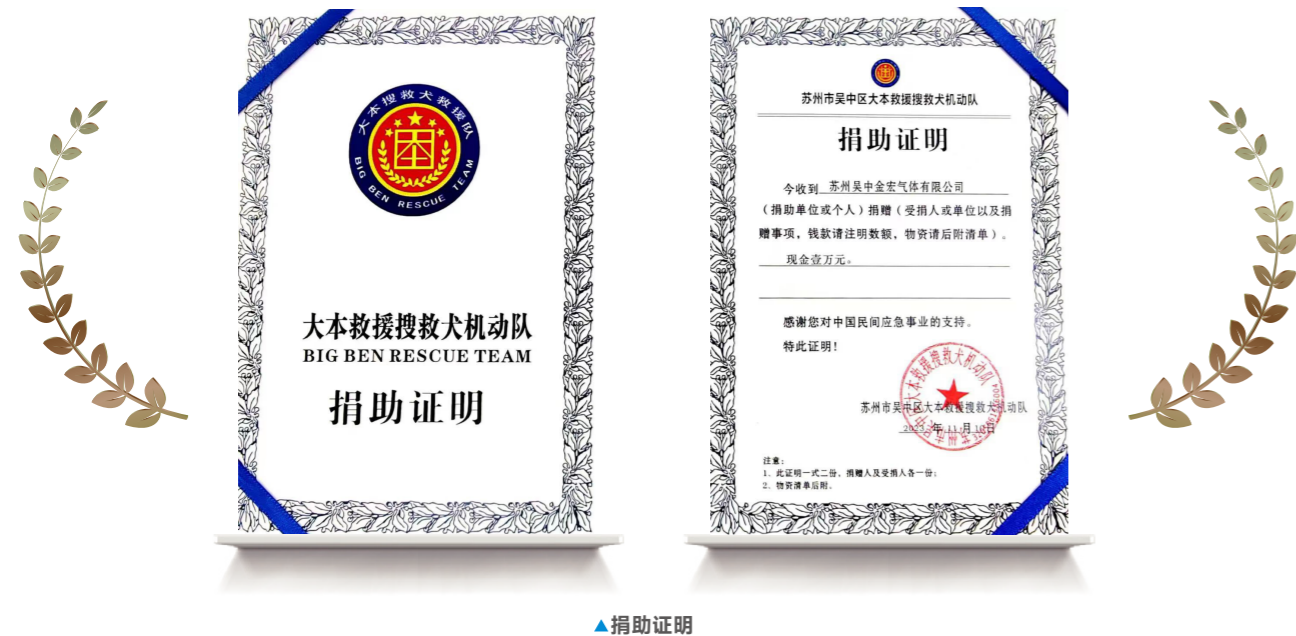 大本搜救犬救援队
BIG BEN RESCUE TEAM
大本救援搜救犬机动队
BIG BEN RESCUE TEAM
捐助证明
苏州市吴中区大本救援搜救犬机动队
捐助证明
今收到 苏州吴中金宏气体有限公司
（捐助单位或个人）捐赠（受捐人或单位以及捐
赠事项，钱款请注明数额，物资请后附清单）。
现金壹万元。
感谢您对中国民间应急事业的支持。
特此证明！
苏州市吴中区大本救援搜救犬机动队
年 11 月
注意：
1、此证明一式二份，捐赠人及受捐人各一份；
2、物资清单后附。
▲捐助证明